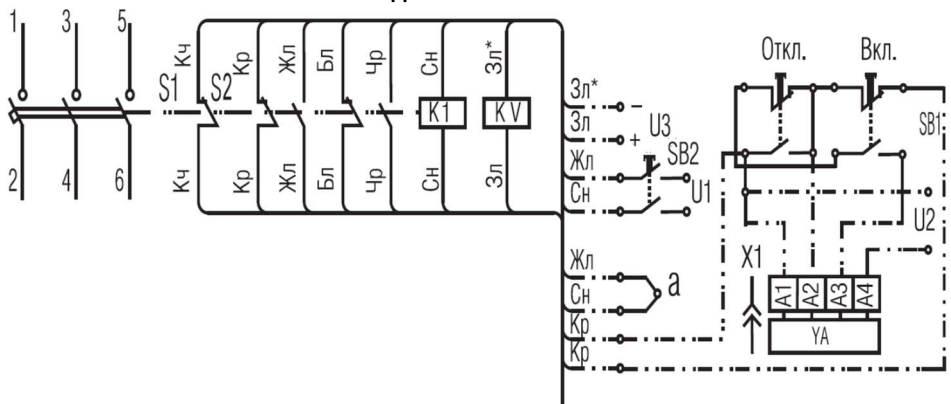 1 3 5
2 4 6
S1 S2
Кч Кр Жл Бл Чр Сн Зл*
К1 KV
Кч Кр Жл Бл Чр Сн Зл
Зл* −
Зл + U3
Жл SB2
Сн U1
Жл
Сн а
Кр
Кр
Откл. Вкл.
SB1
U2
X1
A1 A2 A3 A4
YA